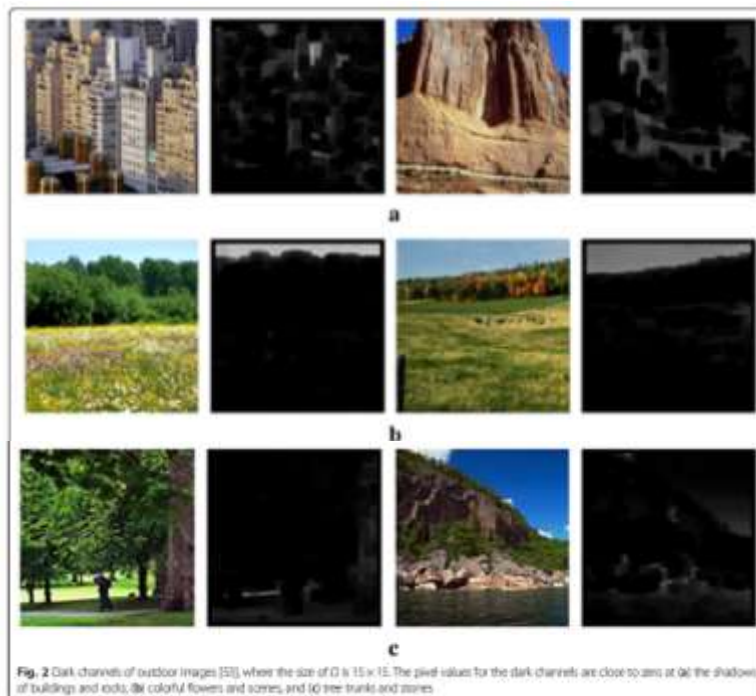 a
b
c
Fig. 2 Dark channels of outdoor images [53], where the size of Ω is 15 × 15. The pixel values for the dark channels are close to zero at (a) the shadows
of buildings and rocks, (b) colorful flowers and scenes, and (c) tree trunks and stones